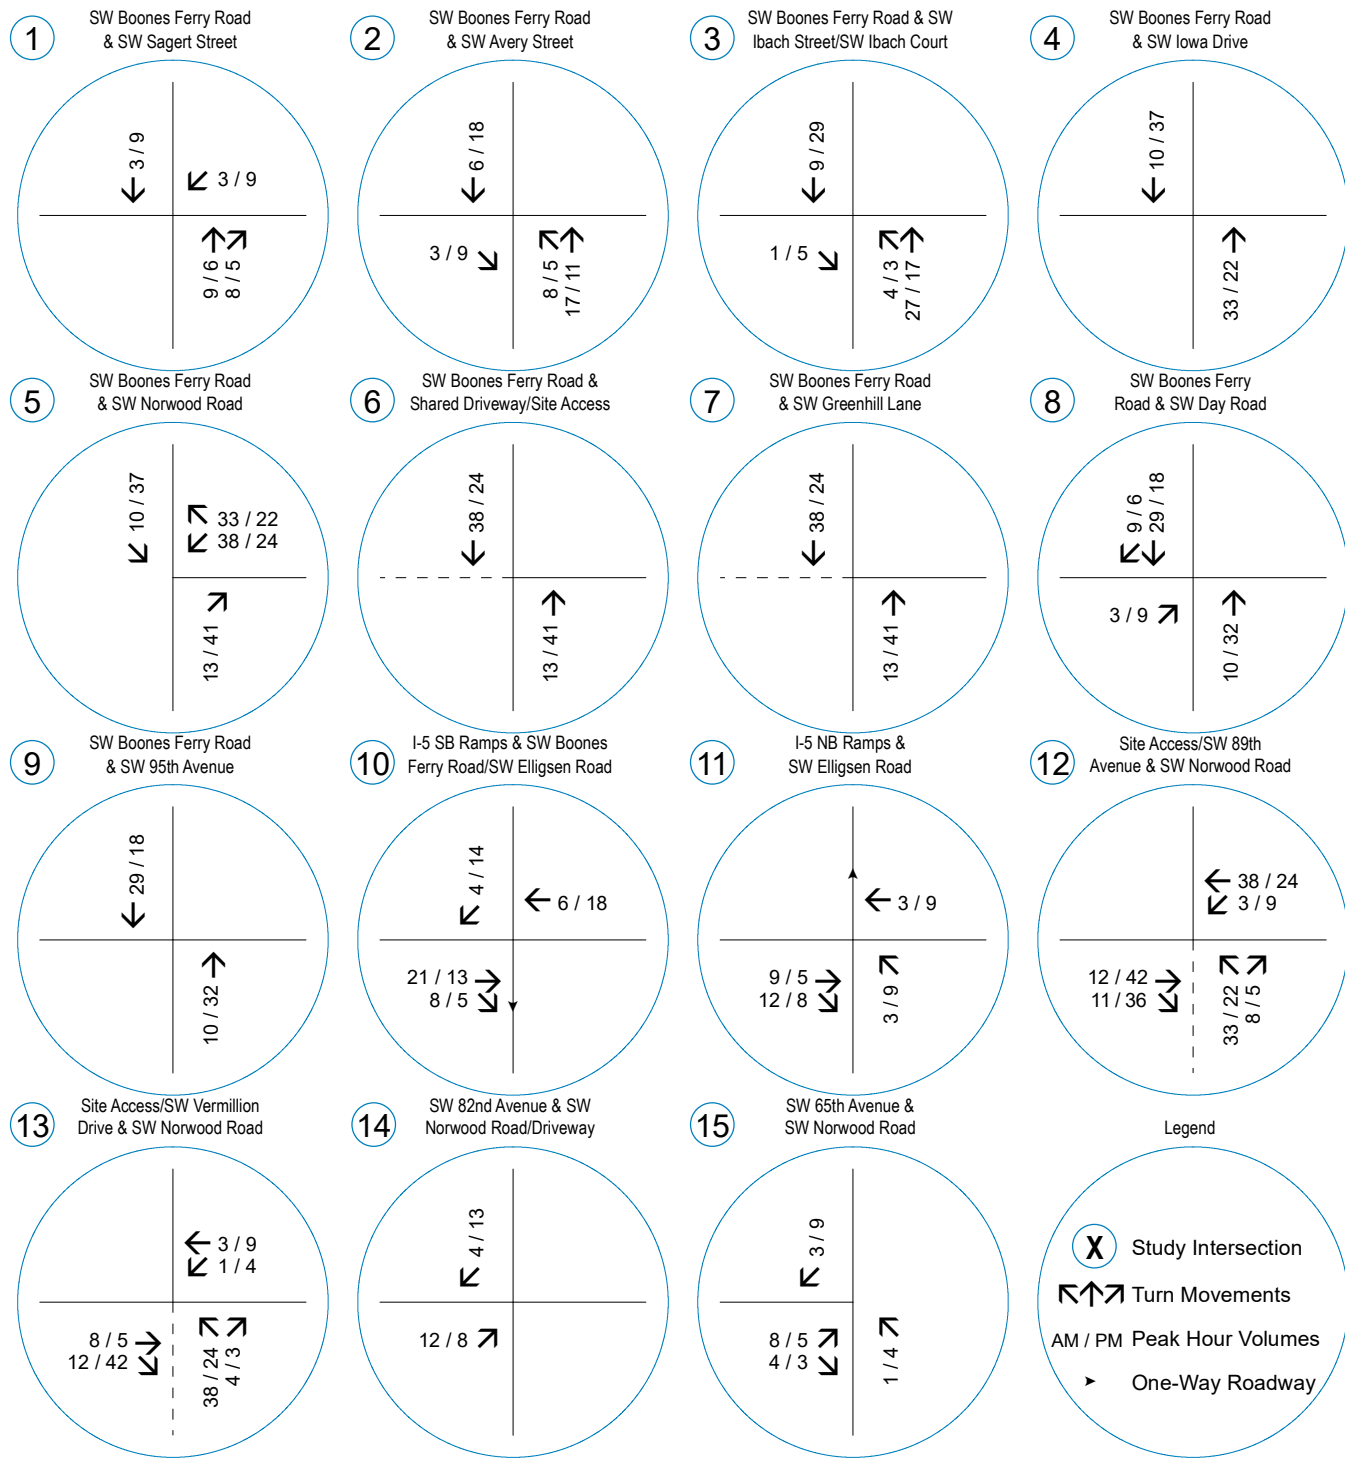 1
SW Boones Ferry Road
& SW Sagert Street
3 / 9
3 / 9
9 / 6
8 / 5
2
SW Boones Ferry Road
& SW Avery Street
6 / 18
3 / 9
8 / 5
17 / 11
3
SW Boones Ferry Road & SW
Ibach Street/SW Ibach Court
9 / 29
1 / 5
4 / 3
27 / 17
4
SW Boones Ferry Road
& SW Iowa Drive
10 / 37
33 / 22
5
SW Boones Ferry Road
& SW Norwood Road
10 / 37
33 / 22
38 / 24
13 / 41
6
SW Boones Ferry Road &
Shared Driveway/Site Access
38 / 24
13 / 41
7
SW Boones Ferry Road
& SW Greenhill Lane
38 / 24
13 / 41
8
SW Boones Ferry
Road & SW Day Road
9 / 6
29 / 18
3 / 9
10 / 32
9
SW Boones Ferry Road
& SW 95th Avenue
29 / 18
10 / 32
10
I-5 SB Ramps & SW Boones
Ferry Road/SW Elligsen Road
4 / 14
6 / 18
21 / 13
8 / 5
11
I-5 NB Ramps &
SW Elligsen Road
3 / 9
9 / 5
12 / 8
3 / 9
12
Site Access/SW 89th
Avenue & SW Norwood Road
38 / 24
3 / 9
12 / 42
11 / 36
33 / 22
8 / 5
13
Site Access/SW Vermillion
Drive & SW Norwood Road
3 / 9
1 / 4
8 / 5
12 / 42
38 / 24
4 / 3
14
SW 82nd Avenue & SW
Norwood Road/Driveway
4 / 13
12 / 8
15
SW 65th Avenue &
SW Norwood Road
3 / 9
8 / 5
4 / 3
1 / 4
Legend
X Study Intersection
Turn Movements
AM / PM Peak Hour Volumes
One-Way Roadway